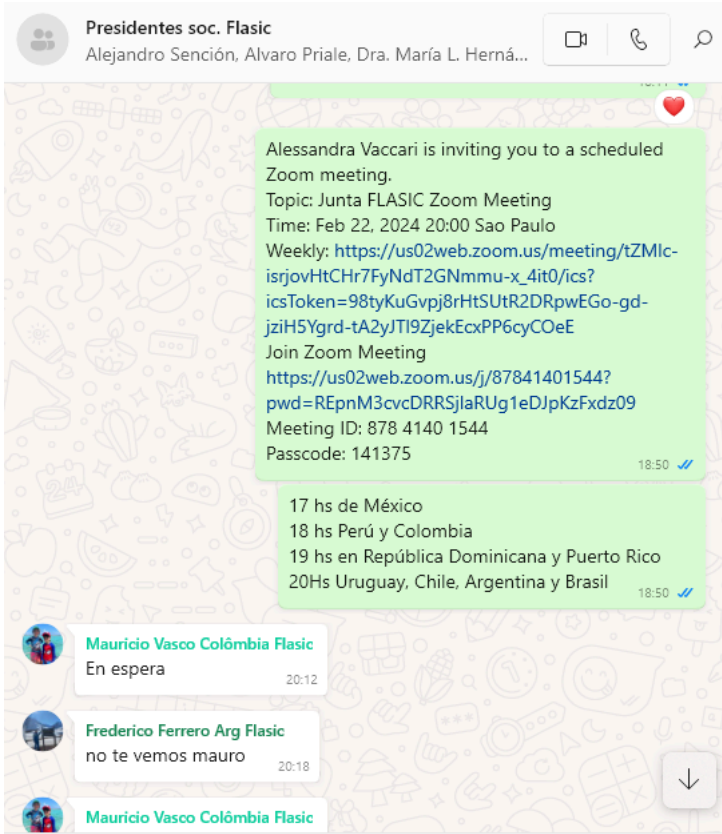 Presidentes soc. Flasic
Alejandro Sención, Alvaro Priale, Dra. María L. Herná...
Alessandra Vaccari is inviting you to a scheduled
Zoom meeting.
Topic: Junta FLASIC Zoom Meeting
Time: Feb 22, 2024 20:00 Sao Paulo
Weekly: https://us02web.zoom.us/meeting/tZMlc-
isrjovHtCHr7FyNdT2GNmmu-x_4it0/ics?
icsToken=98tyKuGvpj8rHtSUtR2DRpwEGo-gd-
jziH5Ygrd-tA2yJTl9ZjekEcxPP6cyCOeE
Join Zoom Meeting
https://us02web.zoom.us/j/87841401544?
pwd=REpnM3cvcDRRSjlaRUg1eDJpKzFxdz09
Meeting ID: 878 4140 1544
Passcode: 141375
18:50
17 hs de México
18 hs Perú y Colombia
19 hs en República Dominicana y Puerto Rico
20Hs Uruguay, Chile, Argentina y Brasil
18:50
Mauricio Vasco Colômbia Flasic
En espera
20:12
Frederico Ferrero Arg Flasic
no te vemos mauro
20:18
Mauricio Vasco Colômbia Flasic